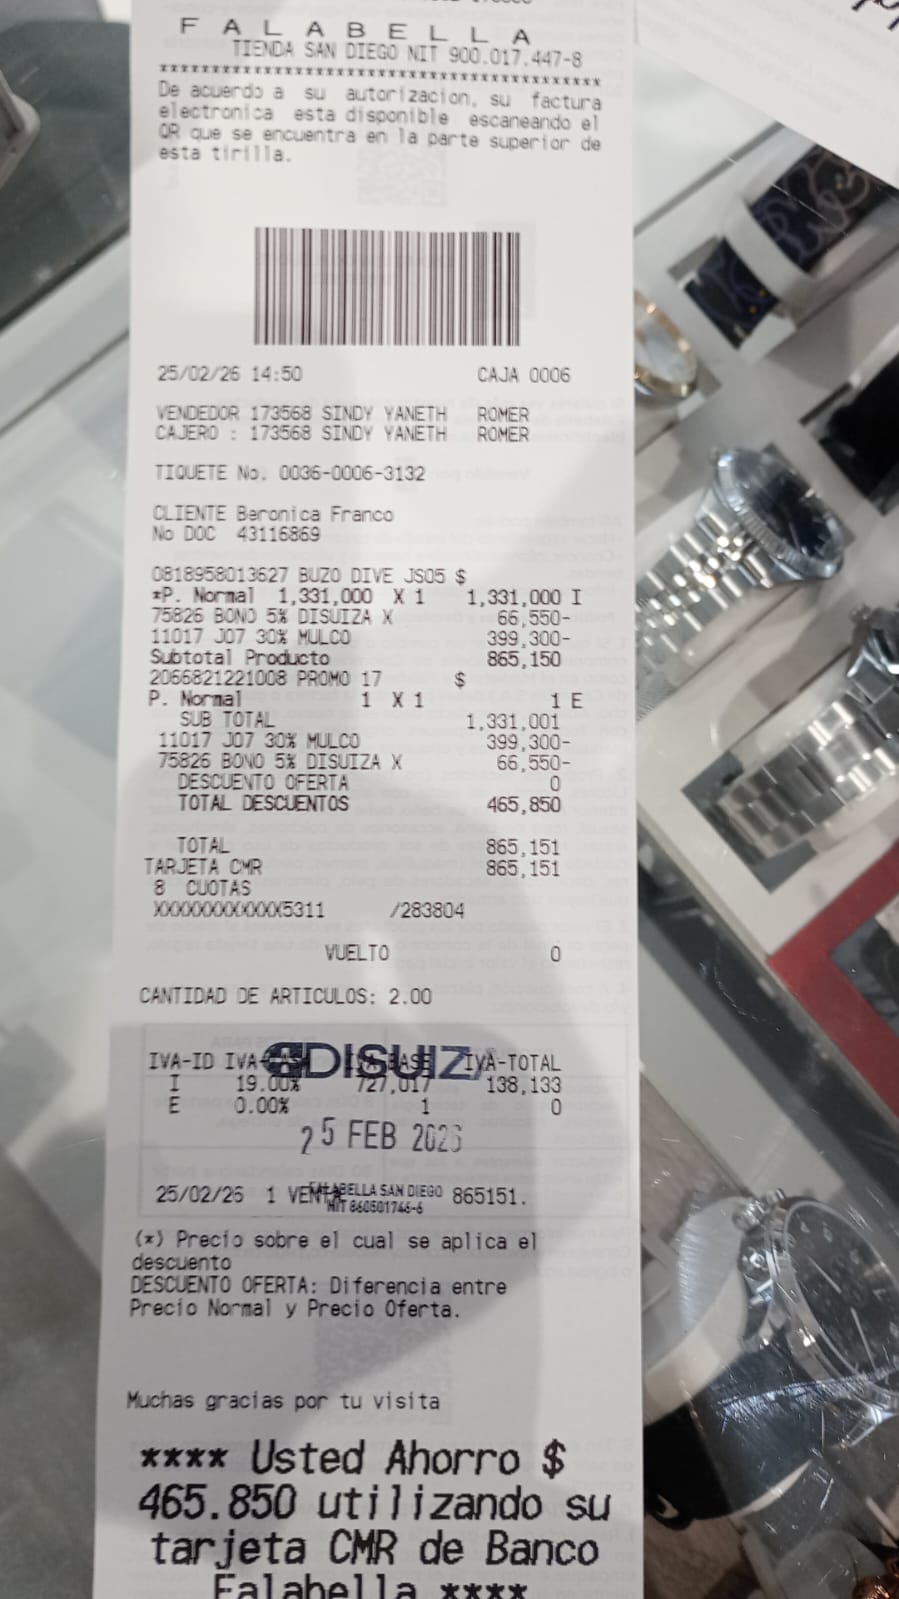 F A L A B E L L A
TIENDA SAN DIEGO NIT 900.017.447-8
******************************************
De acuerdo a su autorizacion, su factura
electronica esta disponible escaneando el
QR que se encuentra en la parte superior de
esta tirilla.
25/02/26 14:50 CAJA 0006
VENDEDOR 173568 SINDY YANETH ROMER
CAJERO : 173568 SINDY YANETH ROMER
TIQUETE No. 0036-0006-3132
CLIENTE Beronica Franco
No DOC 43116869
0818958013627 BUZO DIVE JS05 $
*P. Normal 1,331,000 X 1 1,331,000 I
75826 BONO 5% DISUIZA X 66,550-
11017 J07 30% MULCO 399,300-
Subtotal Producto 865,150
2066821221008 PROMO 17 $
P. Normal 1 X 1 1 E
SUB TOTAL 1,331,001
11017 J07 30% MULCO 399,300-
75826 BONO 5% DISUIZA X 66,550-
DESCUENTO OFERTA 0
TOTAL DESCUENTOS 465,850
TOTAL 865,151
TARJETA CMR 865,151
8 CUOTAS
XXXXXXXXXXXX5311 /283804
VUELTO 0
CANTIDAD DE ARTICULOS: 2.00
DISUIZ
IVA-ID IVA- BASE IVA-TOTAL
I 19.00% 727,017 138,133
E 0.00% 1 0
25 FEB 2026
25/02/26 1 VENTA 865151.
FALABELLA SAN DIEGO
NIT 860501746-6
(*) Precio sobre el cual se aplica el
descuento
DESCUENTO OFERTA: Diferencia entre
Precio Normal y Precio Oferta.
Muchas gracias por tu visita
**** Usted Ahorro $
465.850 utilizando su
tarjeta CMR de Banco
Falabella ****